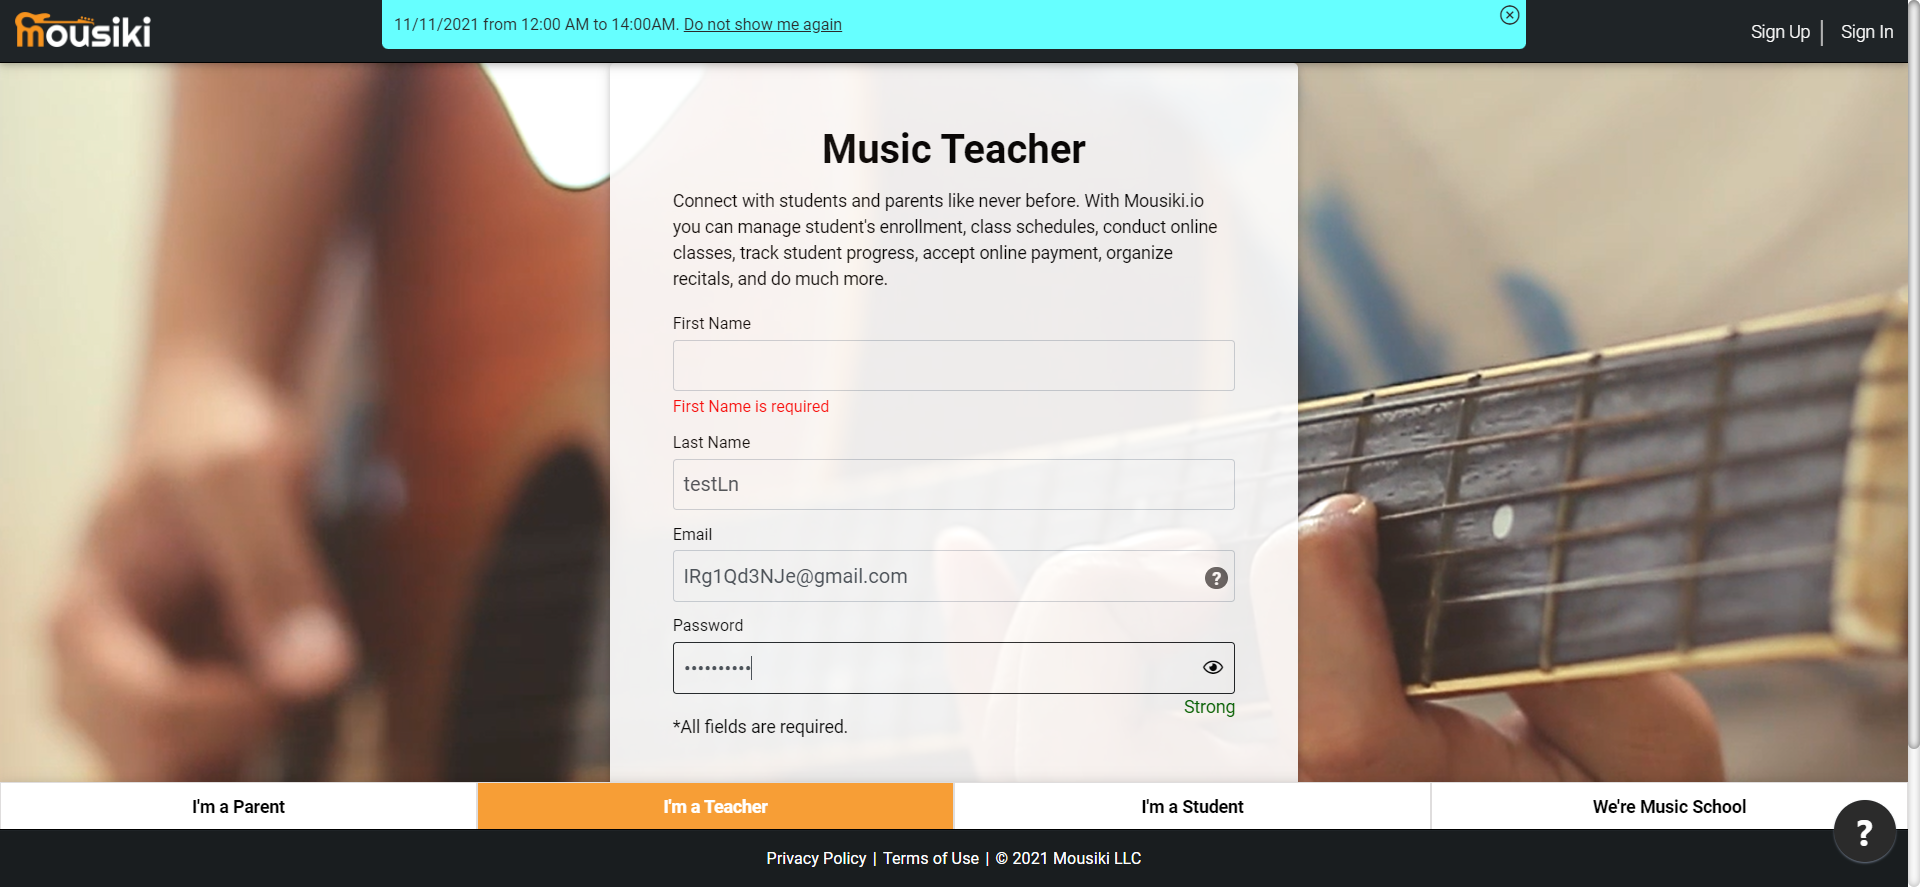 mousiki
11/11/2021 from 12:00 AM to 14:00AM. Do not show me again
Sign Up | Sign In
Music Teacher
Connect with students and parents like never before. With Mousiki.io
you can manage student's enrollment, class schedules, conduct online
classes, track student progress, accept online payment, organize
recitals, and do much more.
First Name
First Name is required
Last Name
testLn
Email
IRg1Qd3NJe@gmail.com
?
Password
••••••••••
Strong
*All fields are required.
I'm a Parent
I'm a Teacher
I'm a Student
We're Music School
?
Privacy Policy | Terms of Use | © 2021 Mousiki LLC